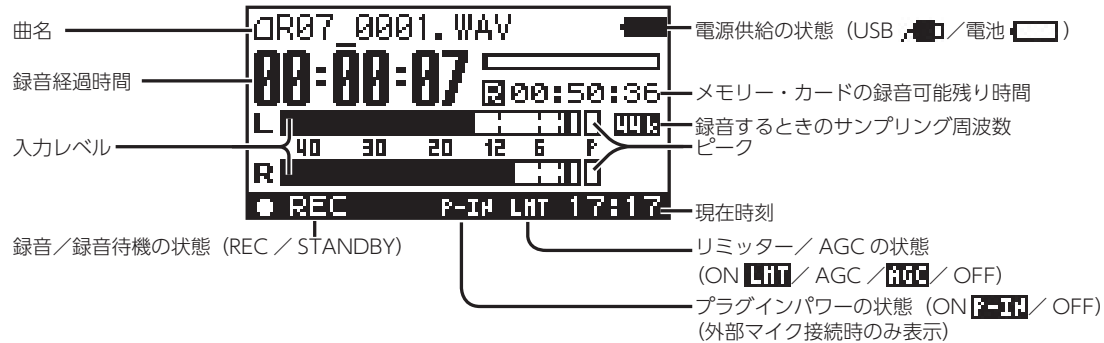 曲名
R07_0001.WAV
電源供給の状態（USB ／電池 ）
録音経過時間
00:00:07
R 00:50:36
メモリー・カードの録音可能残り時間
L
44k
録音するときのサンプリング周波数
入力レベル
40 30 20 12 6 P
ピーク
R
● REC P-IN LMT 17:17
現在時刻
録音／録音待機の状態（REC ／ STANDBY）
リミッター／ AGC の状態
（ON LMT ／ AGC ／ AGC ／ OFF）
プラグインパワーの状態（ON P-IN ／ OFF）
（外部マイク接続時のみ表示）